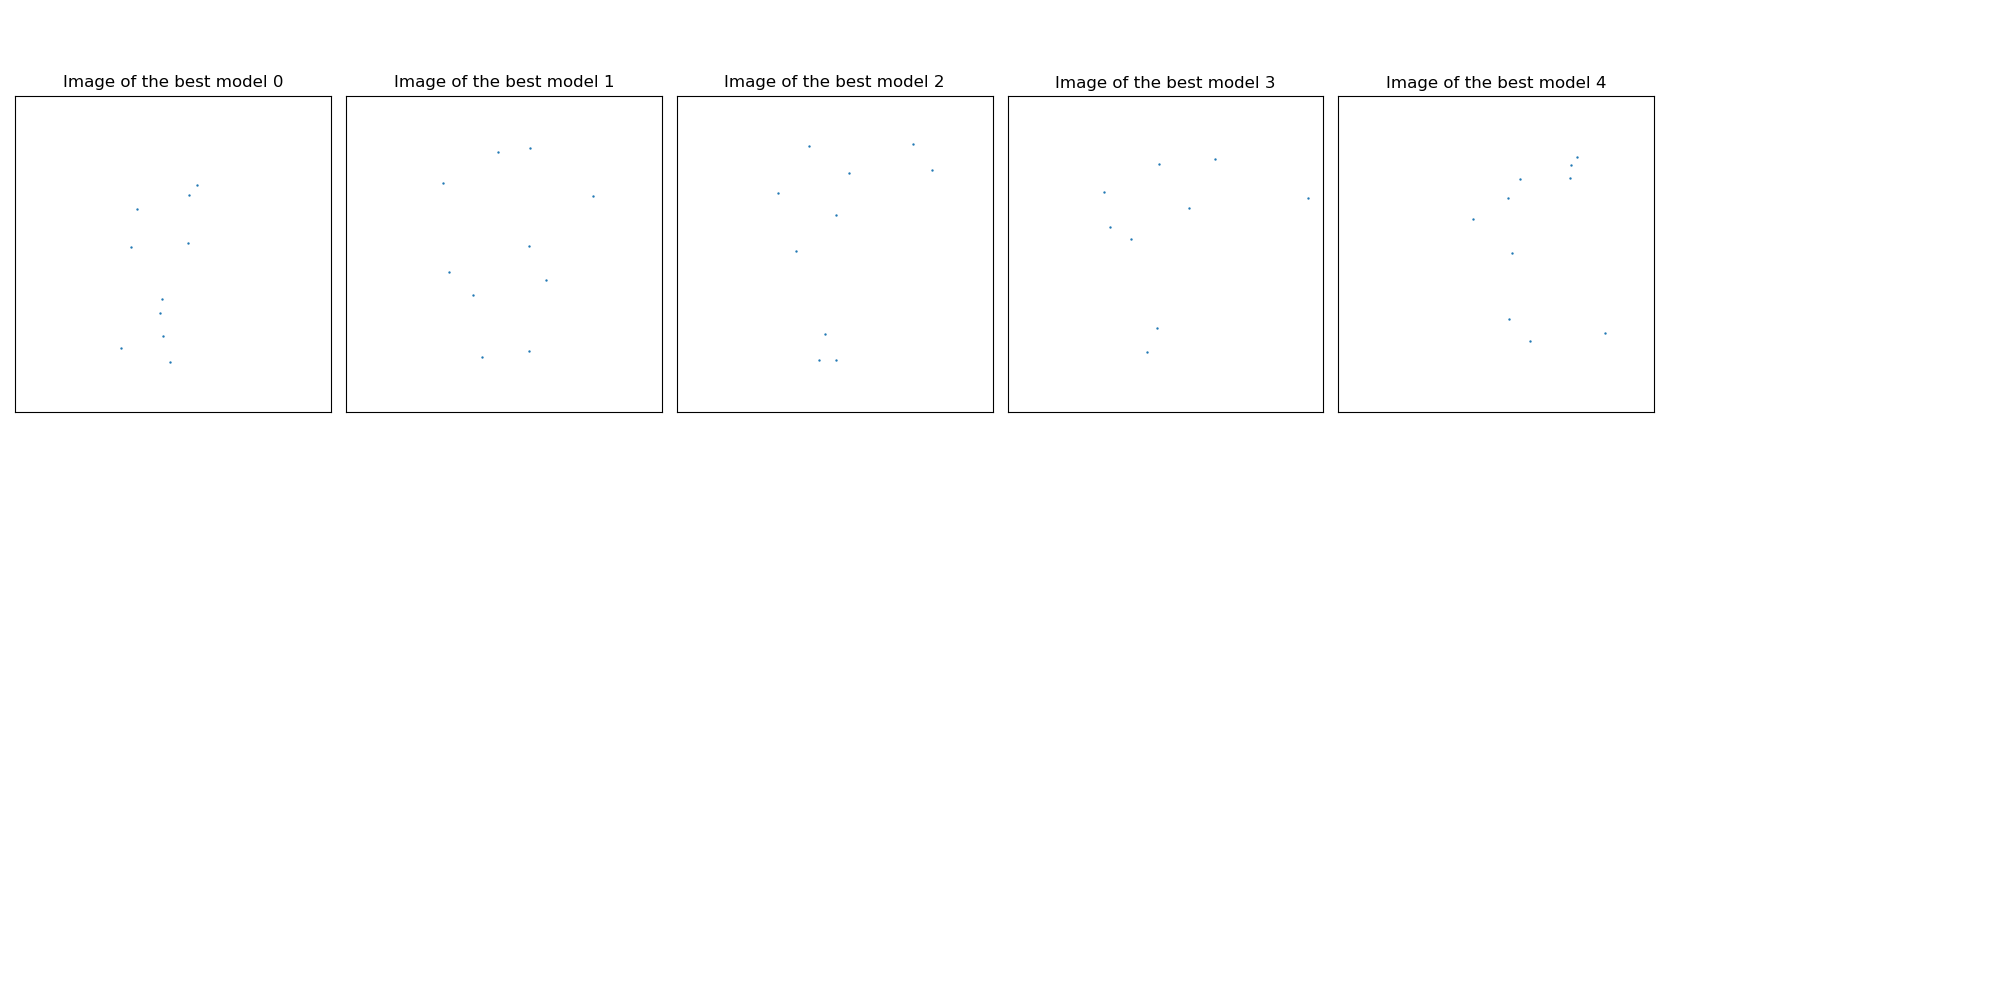 Image of the best model 0
Image of the best model 1
Image of the best model 2
Image of the best model 3
Image of the best model 4